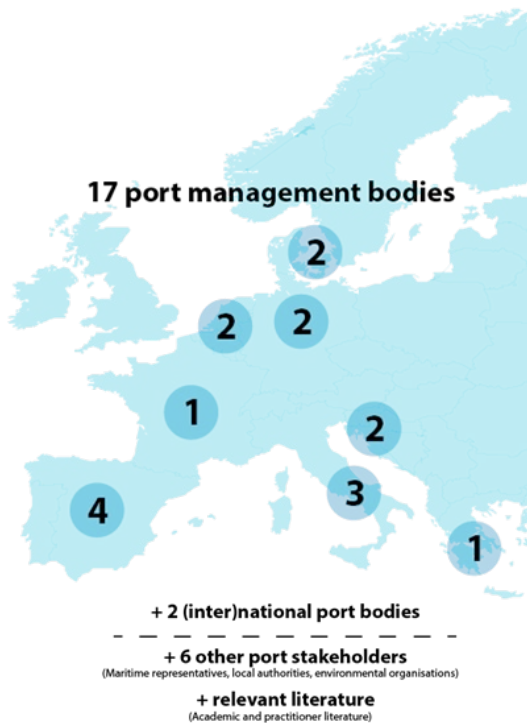 17 port management bodies
2
2
2
1
2
3
4
1
+ 2 (inter)national port bodies
+ 6 other port stakeholders
(Maritime representatives, local authorities, environmental organisations)
+ relevant literature
(Academic and practitioner literature)